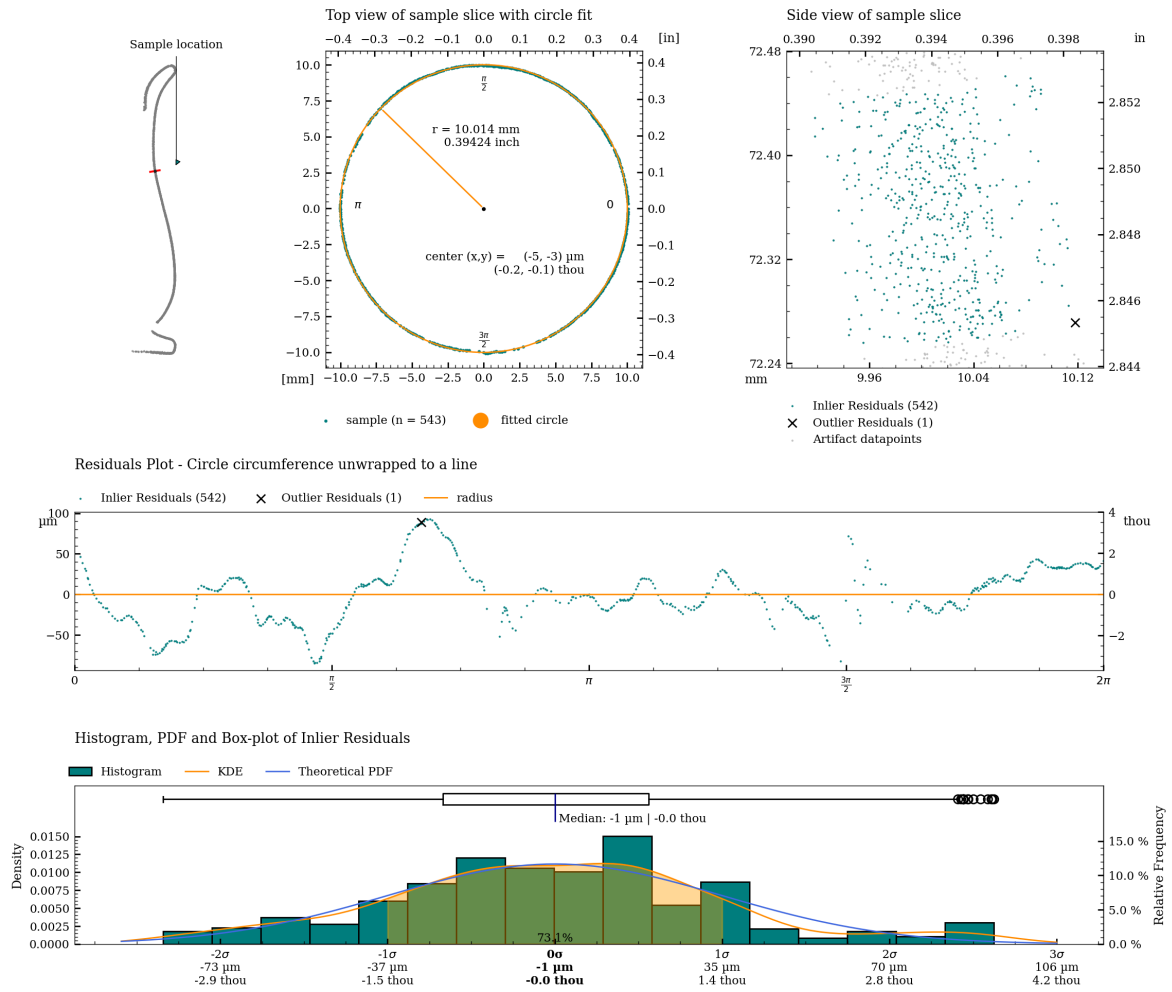 Sample location
Top view of sample slice with circle fit
−0.4 −0.3 −0.2 −0.1 0.0 0.1 0.2 0.3 0.4 [in]
10.0
7.5
5.0
2.5
0.0
−2.5
−5.0
−7.5
−10.0
0.4
0.3
0.2
0.1
0.0
−0.1
−0.2
−0.3
−0.4
π/2
r = 10.014 mm
0.39424 inch
π
0
center (x,y) = (-5, -3) µm
(-0.2, -0.1) thou
3π/2
[mm] −10.0 −7.5 −5.0 −2.5 0.0 2.5 5.0 7.5 10.0
sample (n = 543) fitted circle
Side view of sample slice
0.390 0.392 0.394 0.396 0.398 in
72.48
72.40
72.32
72.24
2.852
2.850
2.848
2.846
2.844
mm 9.96 10.04 10.12
Inlier Residuals (542)
Outlier Residuals (1)
Artifact datapoints
Residuals Plot - Circle circumference unwrapped to a line
Inlier Residuals (542) Outlier Residuals (1) radius
µm
100
50
0
−50
4
2
0
−2
thou
0 π/2 π 3π/2 2π
Histogram, PDF and Box-plot of Inlier Residuals
Histogram KDE Theoretical PDF
Median: -1 µm | -0.0 thou
Density
0.0150
0.0125
0.0100
0.0075
0.0050
0.0025
0.0000
15.0 %
10.0 %
5.0 %
0.0 %
Relative Frequency
73.1%
-2σ -1σ 0σ 1σ 2σ 3σ
-73 µm -37 µm -1 µm 35 µm 70 µm 106 µm
-2.9 thou -1.5 thou -0.0 thou 1.4 thou 2.8 thou 4.2 thou